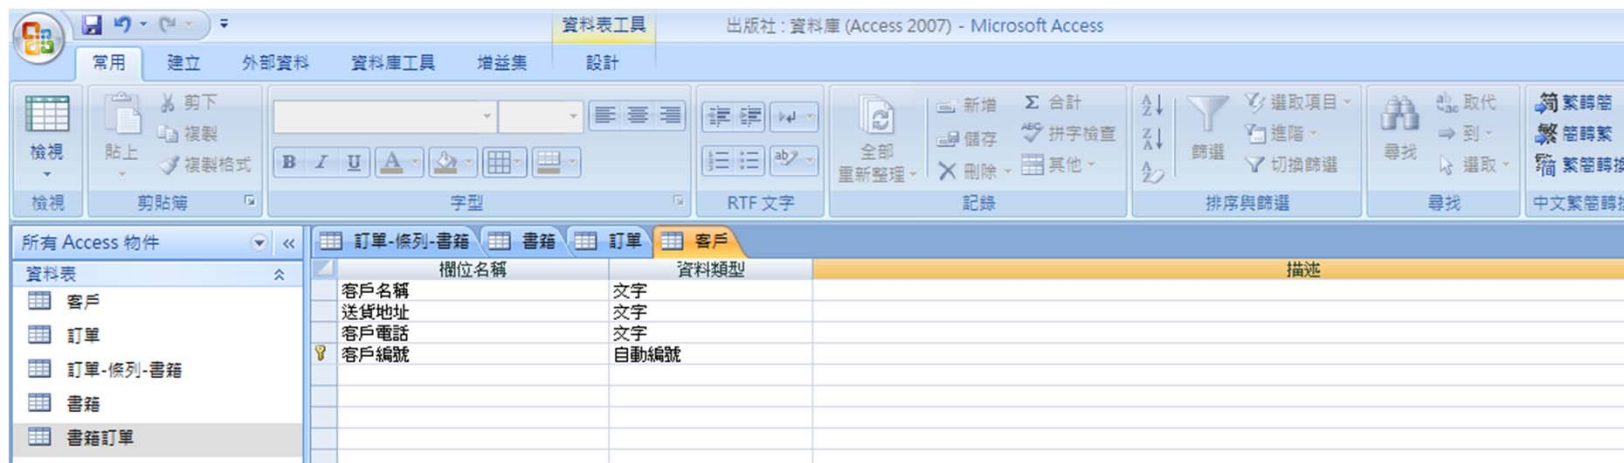 資料表工具
出版社 : 資料庫 (Access 2007) - Microsoft Access
常用 建立 外部資料 資料庫工具 增益集 設計
剪下 新增 Σ 合計 選取項目 取代 简 繁轉簡
複製 儲存 拼字檢查 進階 到 繁 簡轉繁
檢視 貼上 複製格式 B I U A 全部 重新整理 刪除 其他 篩選 切換篩選 尋找 選取 繁簡轉換
檢視 剪貼簿 字型 RTF 文字 記錄 排序與篩選 尋找 中文繁簡轉換
所有 Access 物件 « 訂單-條列-書籍 書籍 訂單 客戶
資料表 欄位名稱 資料類型 描述
客戶
訂單
訂單-條列-書籍
書籍
書籍訂單
客戶名稱 文字
送貨地址 文字
客戶電話 文字
客戶編號 自動編號